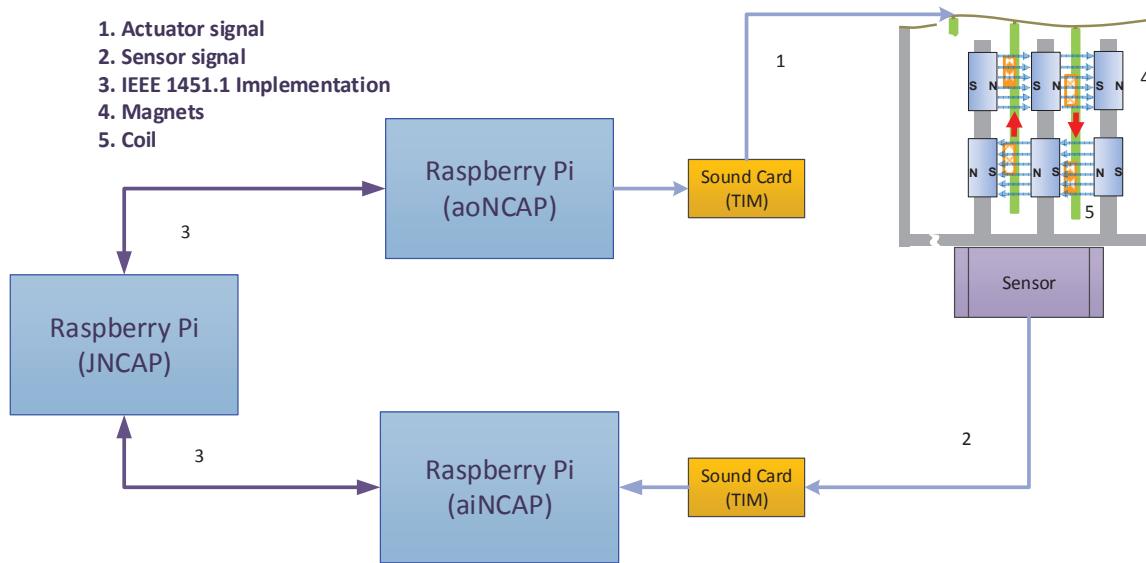 1. Actuator signal
2. Sensor signal
3. IEEE 1451.1 Implementation
4. Magnets
5. Coil
1
4
S N
S N
S N
Raspberry Pi
(aoNCAP)
Sound Card
(TIM)
N S
N S
N S
3
5
Raspberry Pi
(JNCAP)
Sensor
3
2
Raspberry Pi
(aiNCAP)
Sound Card
(TIM)